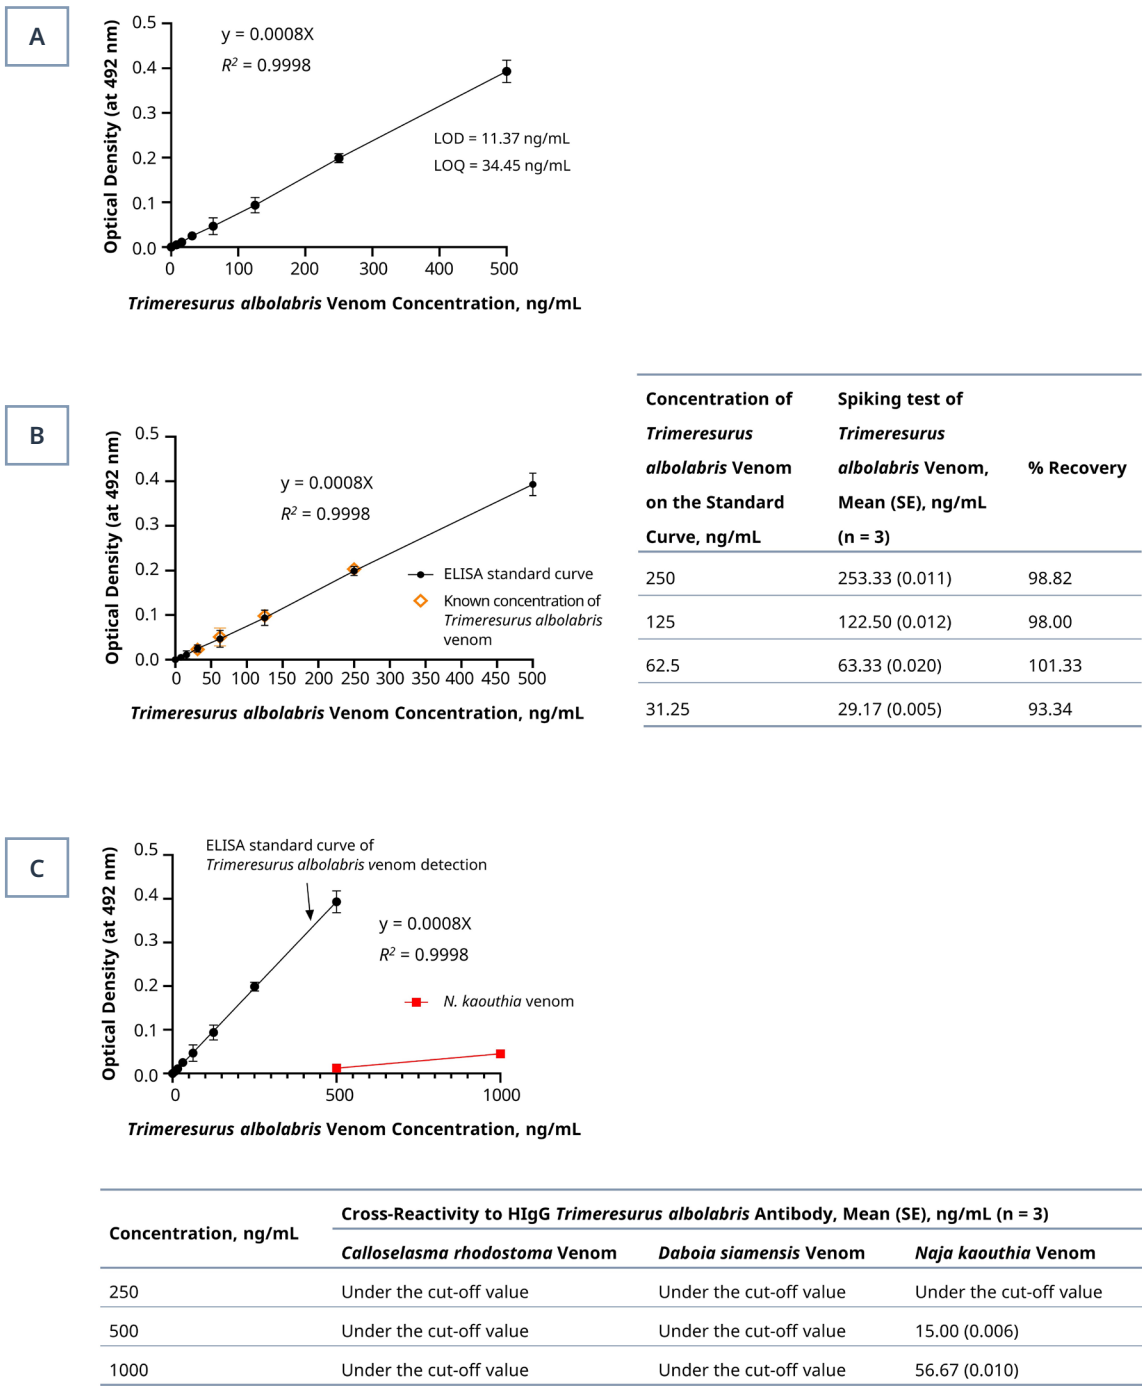 A
y = 0.0008X
R² = 0.9998
LOD = 11.37 ng/mL
LOQ = 34.45 ng/mL
Optical Density (at 492 nm)
0.5
0.4
0.3
0.2
0.1
0.0
0 100 200 300 400 500
Trimeresurus albolabris Venom Concentration, ng/mL
B
y = 0.0008X
R² = 0.9998
ELISA standard curve
Known concentration of
Trimeresurus albolabris
venom
Optical Density (at 492 nm)
0.5
0.4
0.3
0.2
0.1
0.0
0 50 100 150 200 250 300 350 400 450 500
Trimeresurus albolabris Venom Concentration, ng/mL
Concentration of
Trimeresurus
albolabris Venom
on the Standard
Curve, ng/mL
Spiking test of
Trimeresurus
albolabris Venom,
Mean (SE), ng/mL
(n = 3)
% Recovery
250 253.33 (0.011) 98.82
125 122.50 (0.012) 98.00
62.5 63.33 (0.020) 101.33
31.25 29.17 (0.005) 93.34
C
ELISA standard curve of
Trimeresurus albolabris venom detection
y = 0.0008X
R² = 0.9998
N. kaouthia venom
Optical Density (at 492 nm)
0.5
0.4
0.3
0.2
0.1
0.0
0 500 1000
Trimeresurus albolabris Venom Concentration, ng/mL
Concentration, ng/mL
Cross-Reactivity to HIgG Trimeresurus albolabris Antibody, Mean (SE), ng/mL (n = 3)
Calloselasma rhodostoma Venom Daboia siamensis Venom Naja kaouthia Venom
250 Under the cut-off value Under the cut-off value Under the cut-off value
500 Under the cut-off value Under the cut-off value 15.00 (0.006)
1000 Under the cut-off value Under the cut-off value 56.67 (0.010)